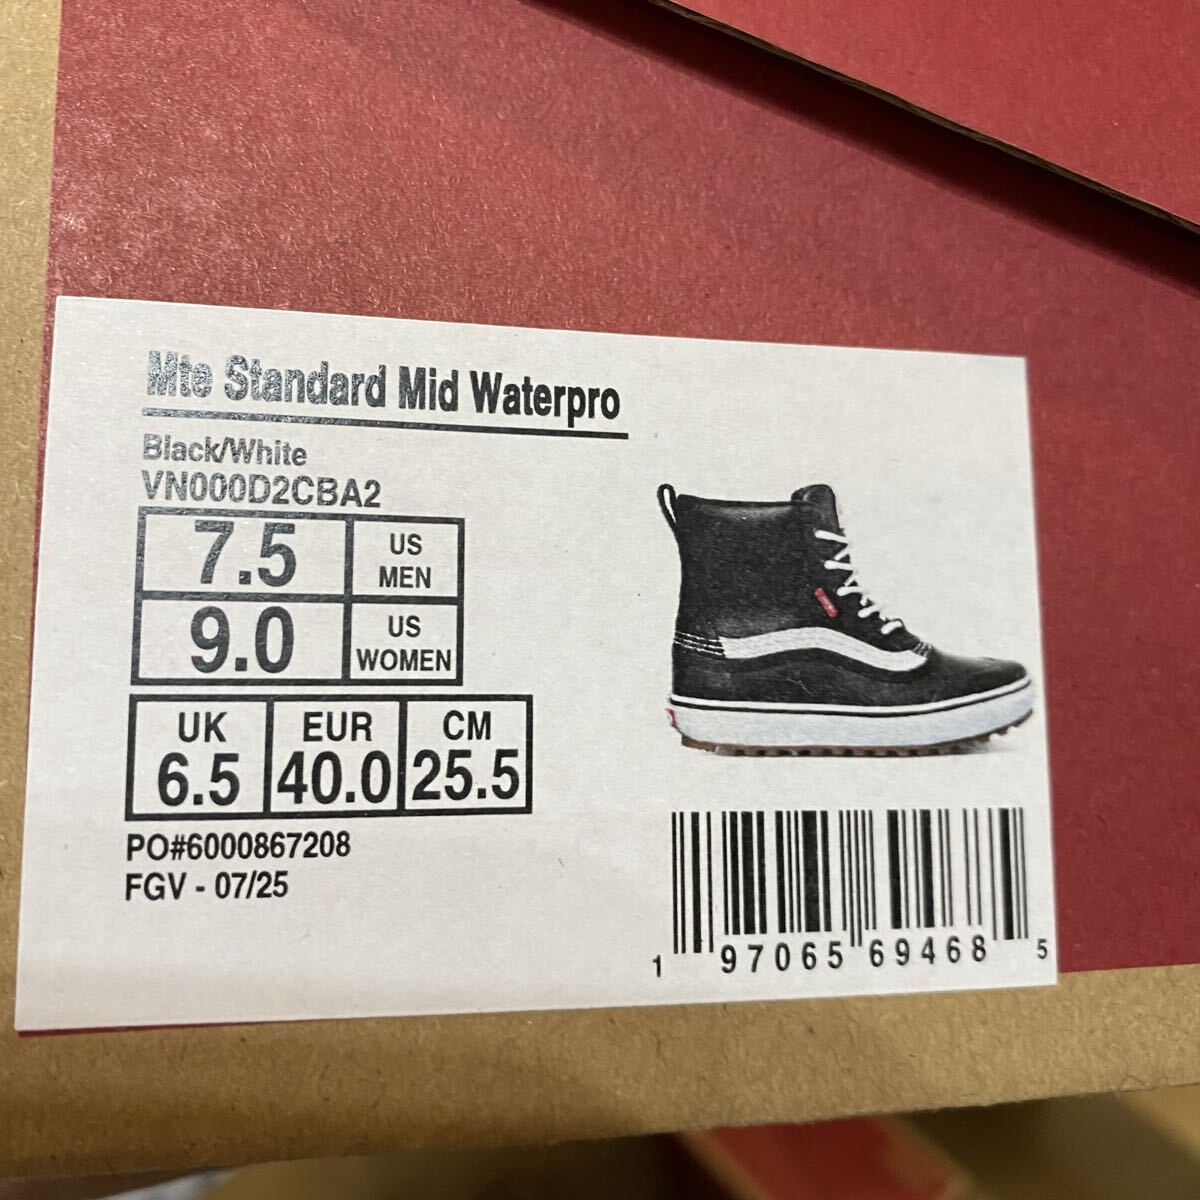 Mte Standard Mid Waterpro
Black/White
VN000D2CBA2
7.5 US MEN
9.0 US WOMEN
UK EUR CM
6.5 40.0 25.5
PO#6000867208
FGV - 07/25
1 97065 69468 5